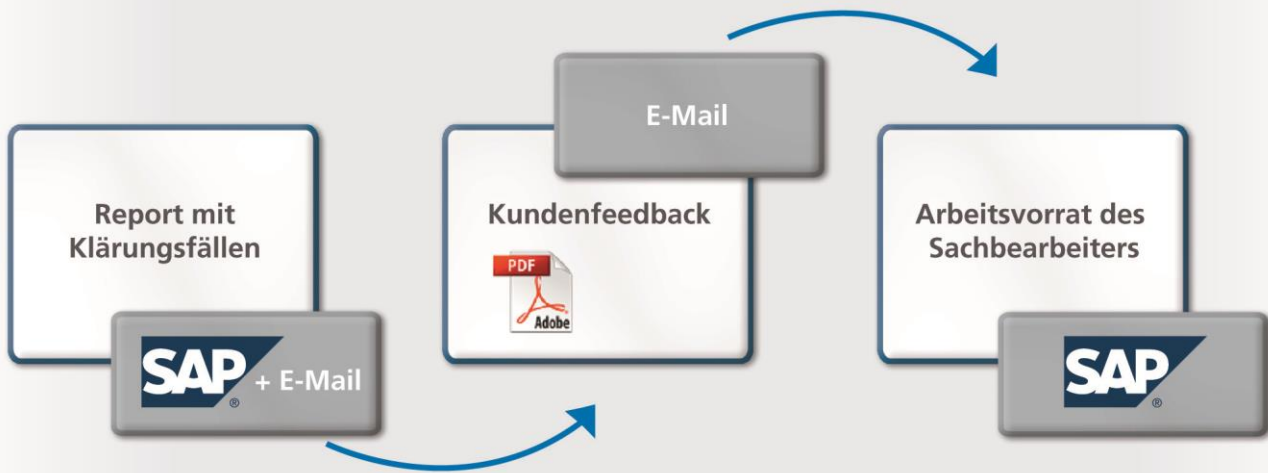 Report mit
Klärungsfällen
SAP® + E-Mail
E-Mail
Kundenfeedback
PDF
Adobe
Arbeitsvorrat des
Sachbearbeiters
SAP®